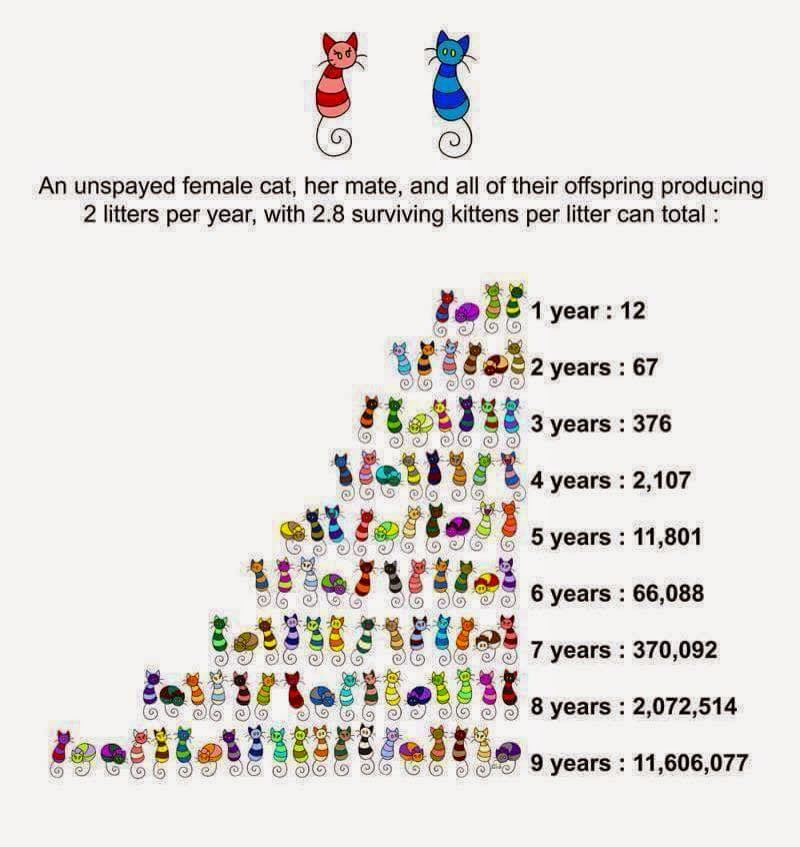 An unspayed female cat, her mate, and all of their offspring producing
2 litters per year, with 2.8 surviving kittens per litter can total :
1 year : 12
2 years : 67
3 years : 376
4 years : 2,107
5 years : 11,801
6 years : 66,088
7 years : 370,092
8 years : 2,072,514
9 years : 11,606,077